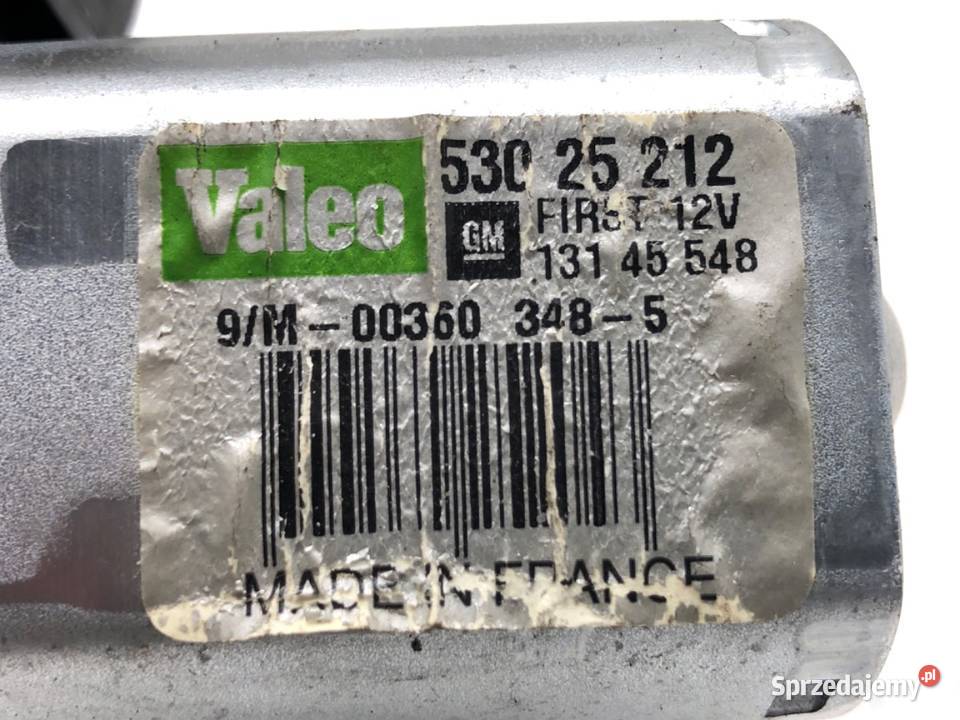 Valeo
530 25 212
GM
FIRST 12V
131 45 548
9/M-00360 348-5
MADE IN FRANCE
Sprzedajemy.pl